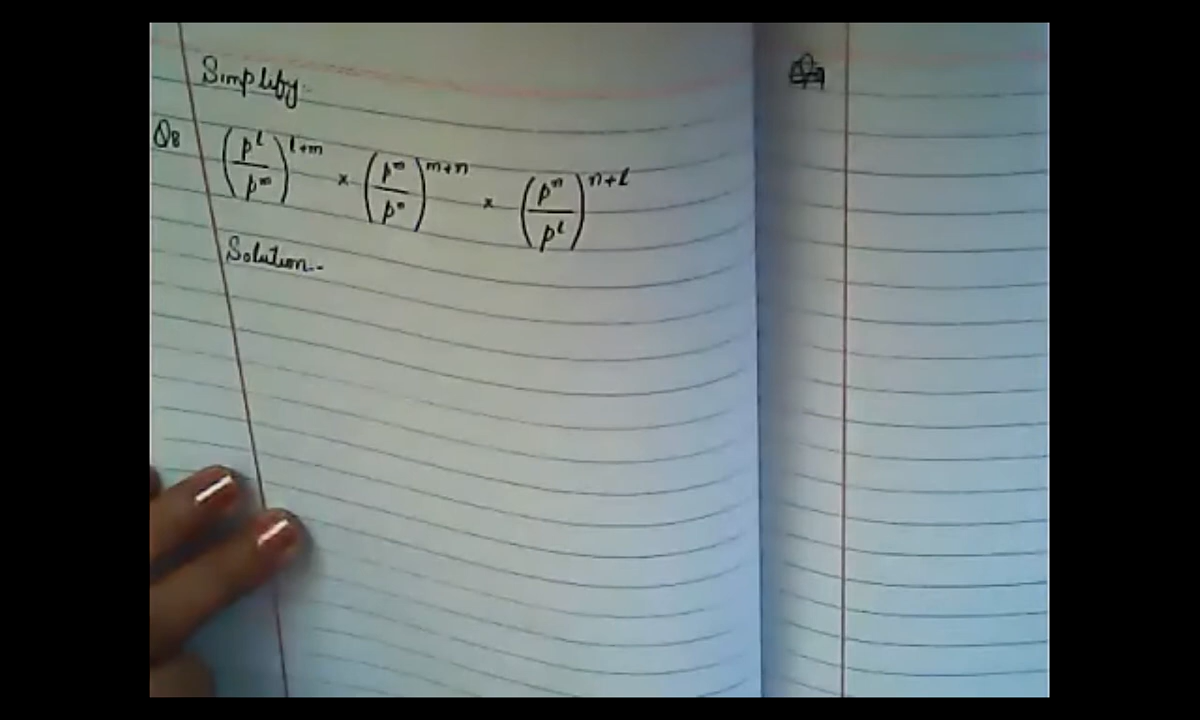 Simplify:-
Q8 (p^l/p^m)^{l+m} × (p^m/p^n)^{m+n} × (p^n/p^l)^{n+l}
Solution:-